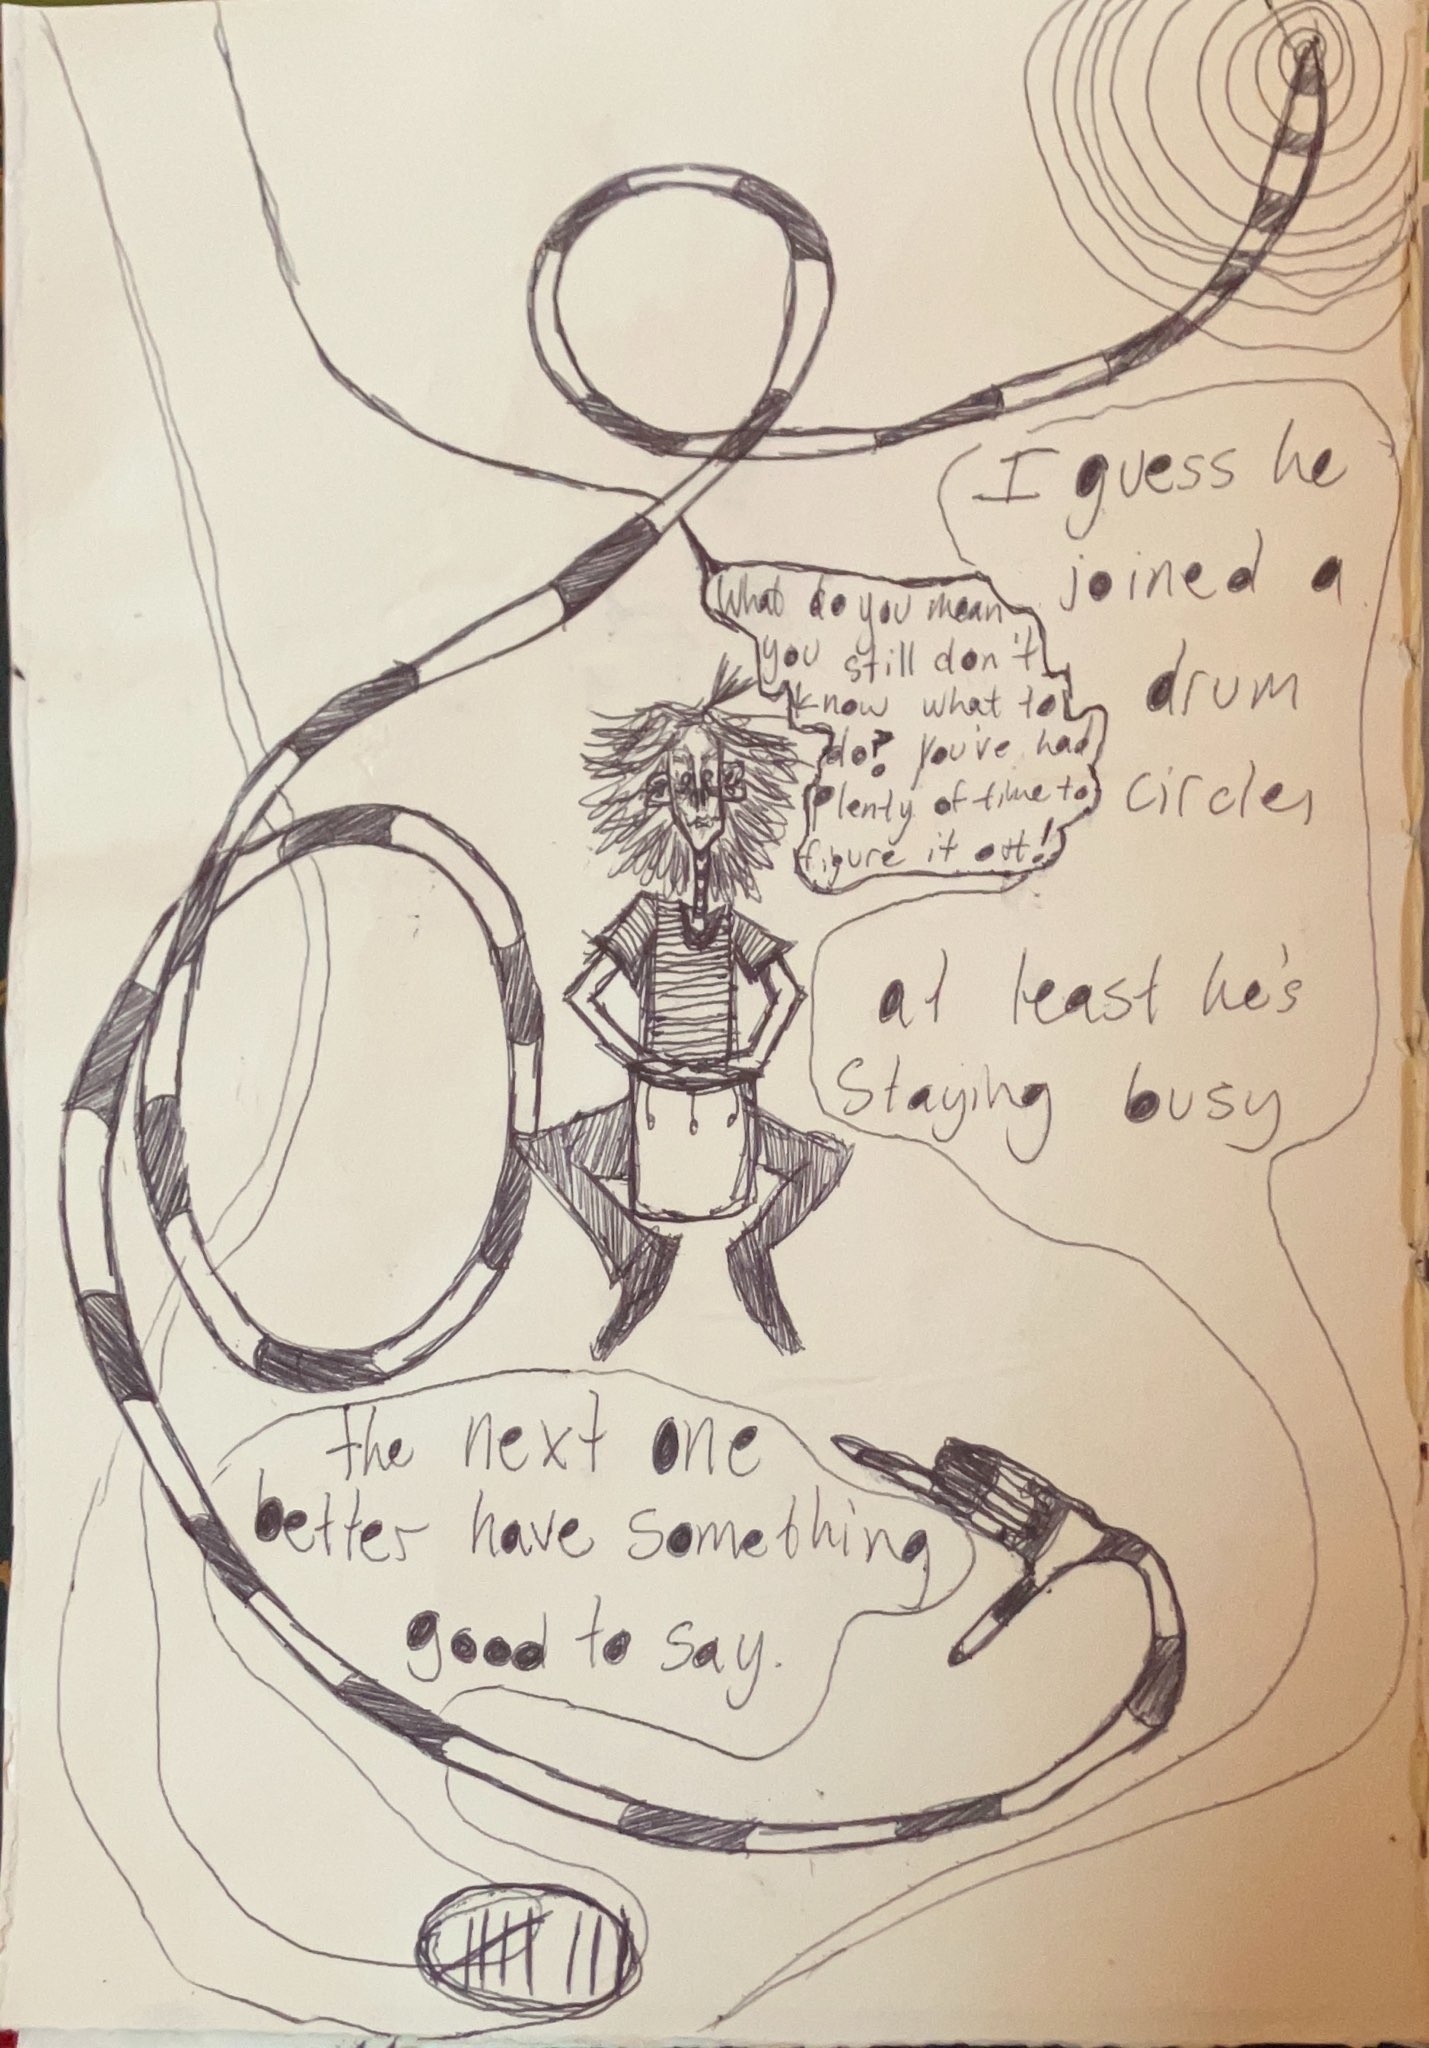 I guess he
joined a
drum
circle,
at least he's
staying busy
What do you mean
you still don't
know what to
do? you've had
plenty of time to
figure it out!
the next one
better have something
good to say.